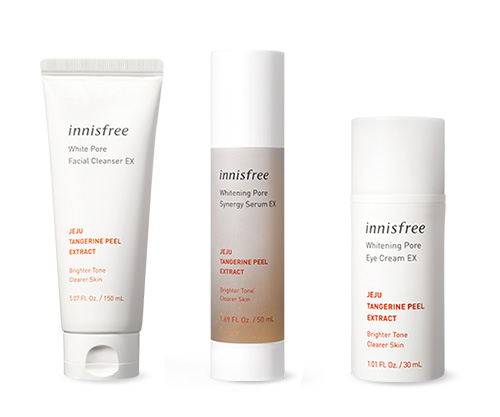 innisfree
White Pore
Facial Cleanser EX
JEJU
TANGERINE PEEL
EXTRACT
Brighter Tone
Clearer Skin
5.07 Fl. Oz. / 150 mL
innisfree
Whitening Pore
Synergy Serum EX
JEJU
TANGERINE PEEL
EXTRACT
Brighter Tone
Clearer Skin
1.69 Fl. Oz. / 50 mL
innisfree
Whitening Pore
Eye Cream EX
JEJU
TANGERINE PEEL
EXTRACT
Brighter Tone
Clearer Skin
1.01 Fl. Oz. / 30 mL